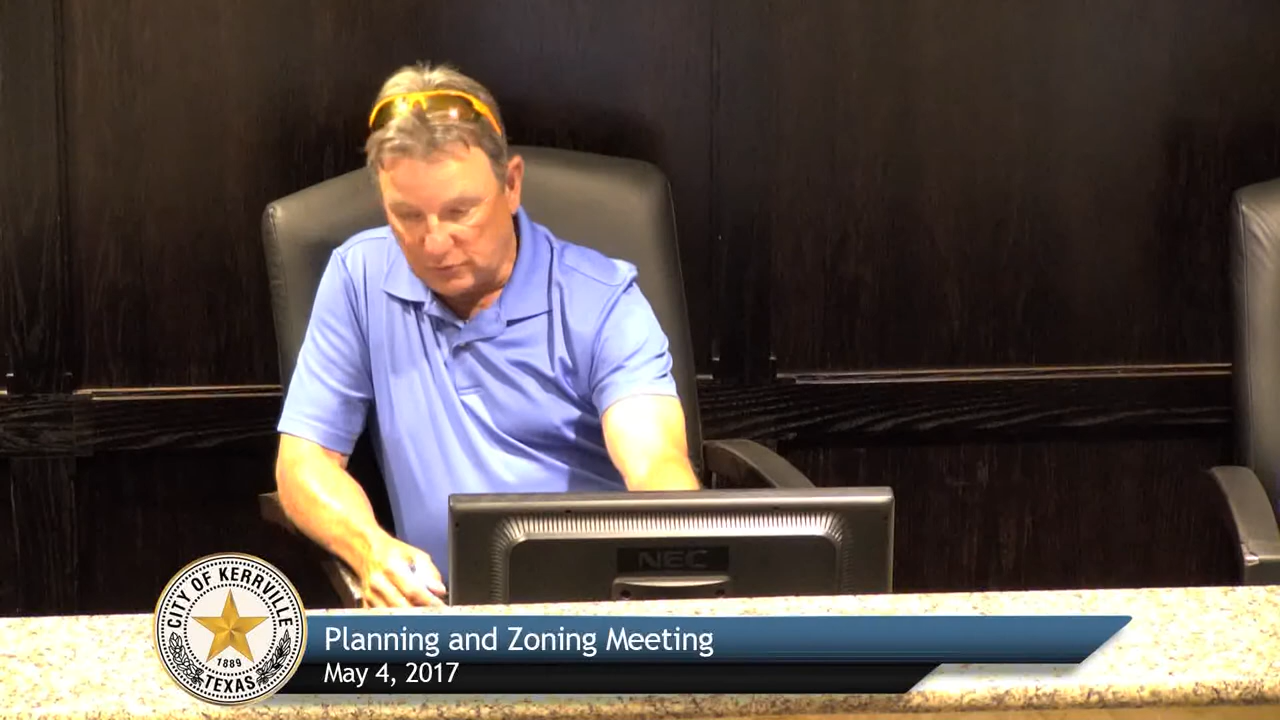 NEC
CITY OF KERRVILLE
1889
TEXAS
Planning and Zoning Meeting
May 4, 2017